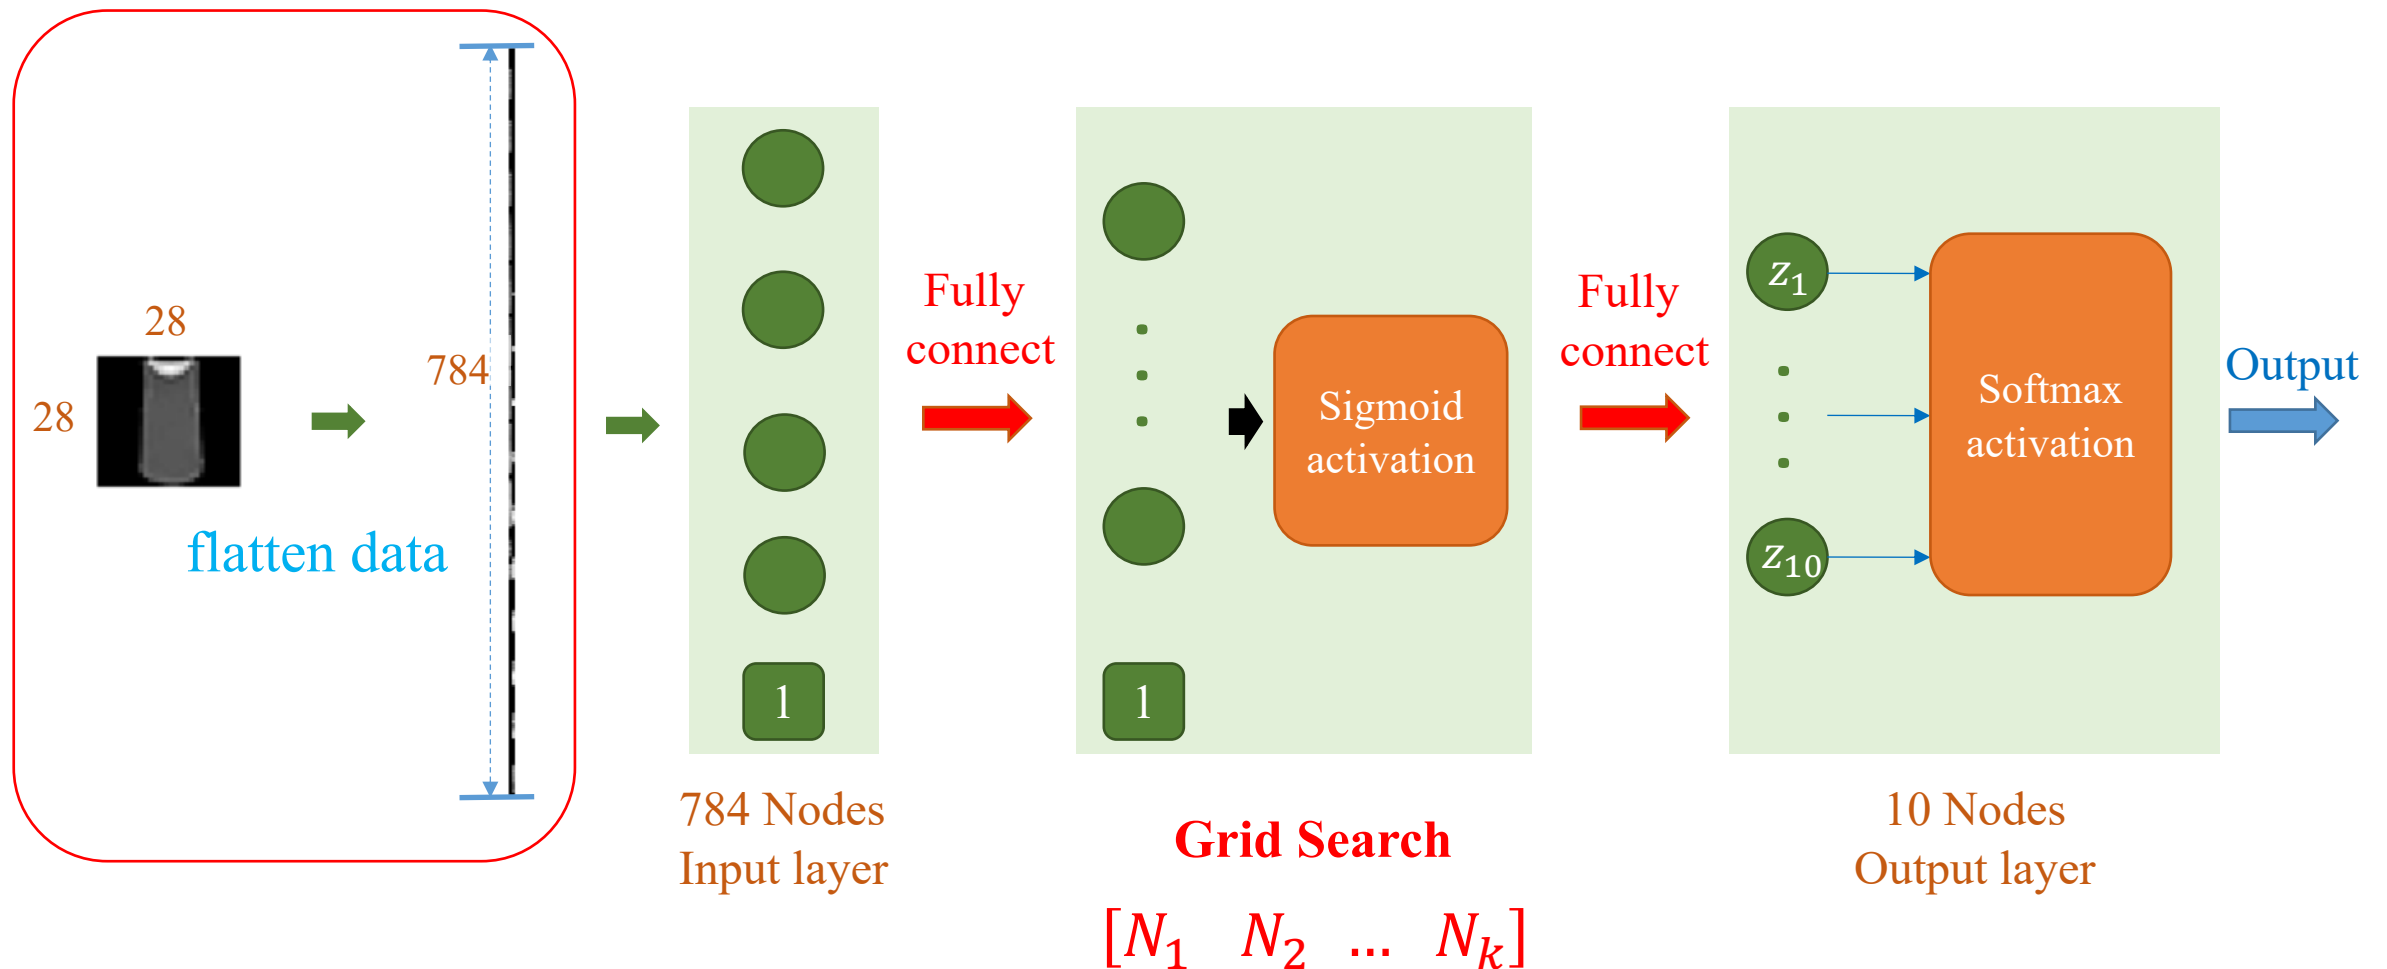 28
28
784
flatten data
1
784 Nodes
Input layer
Fully
connect
1
Sigmoid
activation
Grid Search
[N₁ N₂ ... Nₖ]
Fully
connect
z₁
z₁₀
Softmax
activation
10 Nodes
Output layer
Output